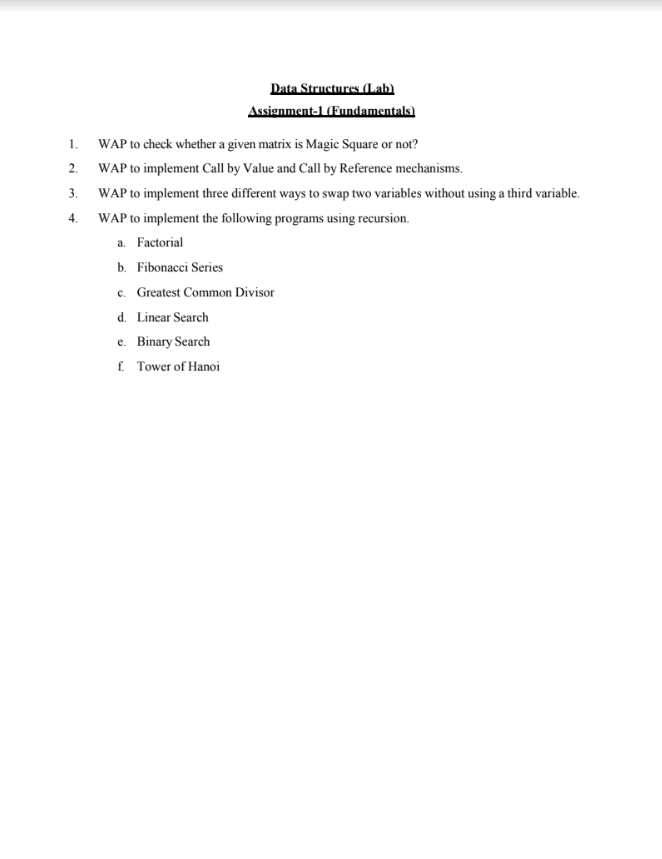 Data Structures (Lab)
Assignment-1 (Fundamentals)
1. WAP to check whether a given matrix is Magic Square or not?
2. WAP to implement Call by Value and Call by Reference mechanisms.
3. WAP to implement three different ways to swap two variables without using a third variable.
4. WAP to implement the following programs using recursion.
a. Factorial
b. Fibonacci Series
c. Greatest Common Divisor
d. Linear Search
e. Binary Search
f. Tower of Hanoi